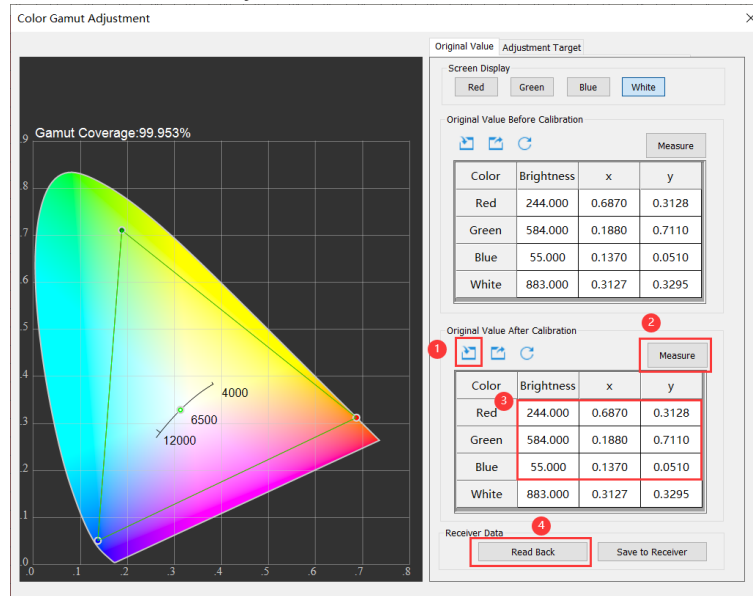 Color Gamut Adjustment
Original Value Adjustment Target
Screen Display
Red Green Blue White
Original Value Before Calibration
Measure
Color Brightness x y
Red 244.000 0.6870 0.3128
Green 584.000 0.1880 0.7110
Blue 55.000 0.1370 0.0510
White 883.000 0.3127 0.3295
Original Value After Calibration
1
2
Measure
Color Brightness x y
3
Red 244.000 0.6870 0.3128
Green 584.000 0.1880 0.7110
Blue 55.000 0.1370 0.0510
White 883.000 0.3127 0.3295
Receiver Data
4
Read Back Save to Receiver
Gamut Coverage:99.953%
.9
.8
.7
.6
.5
.4
.3
.2
.1
.0
4000
6500
12000
.0 .1 .2 .3 .4 .5 .6 .7 .8